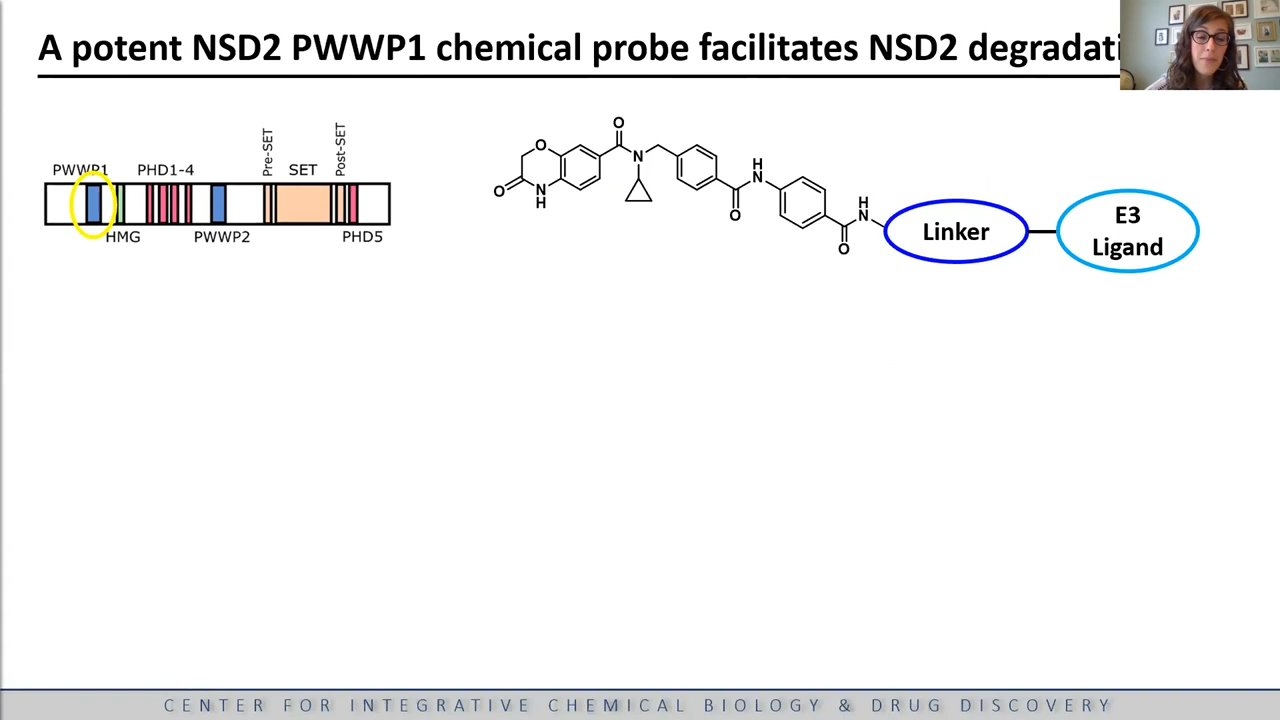 A potent NSD2 PWWP1 chemical probe facilitates NSD2 degradati
Pre-SET
Post-SET
PWWP1 PHD1-4 SET
HMG PWWP2 PHD5
O
O
N
O
N
H
H
N
O
H
N
O
Linker
E3
Ligand
CENTER FOR INTEGRATIVE CHEMICAL BIOLOGY & DRUG DISCOVERY